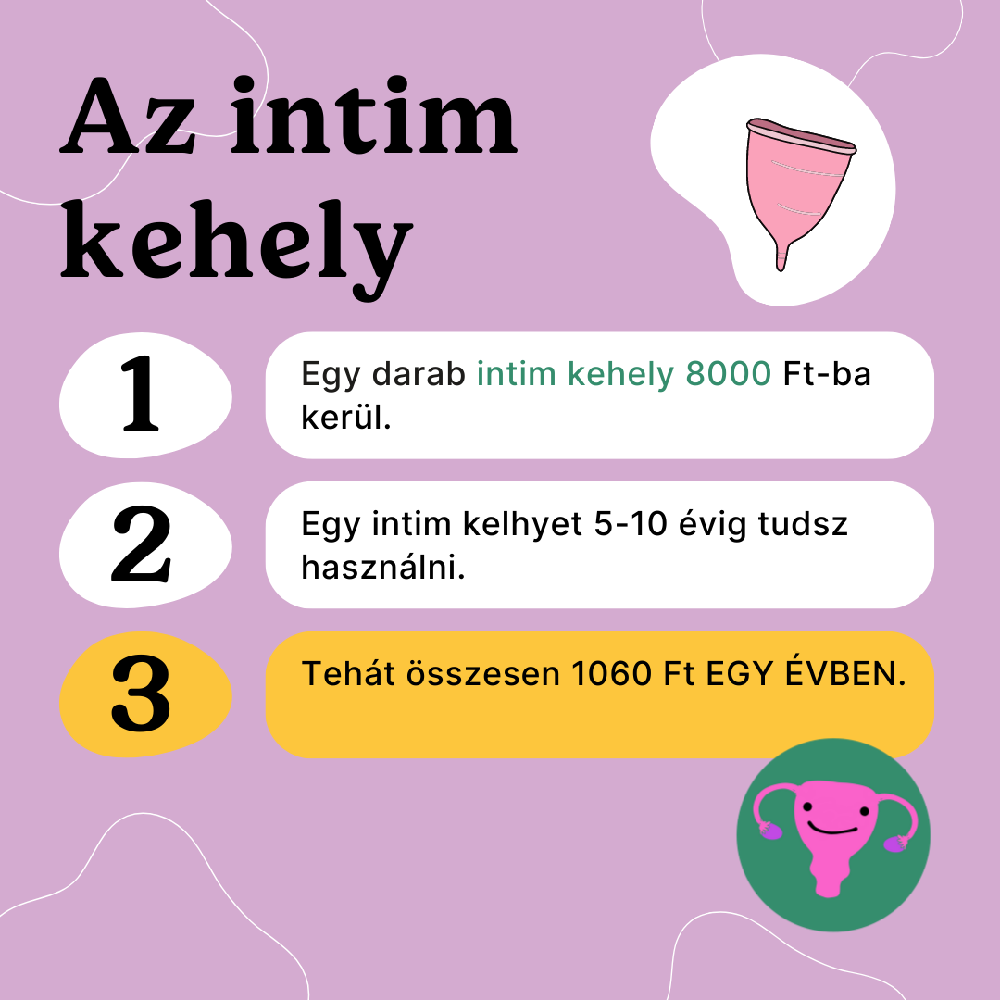 Az intim
kehely
1
Egy darab intim kehely 8000 Ft-ba
kerül.
2
Egy intim kelhyet 5-10 évig tudsz
használni.
3
Tehát összesen 1060 Ft EGY ÉVBEN.